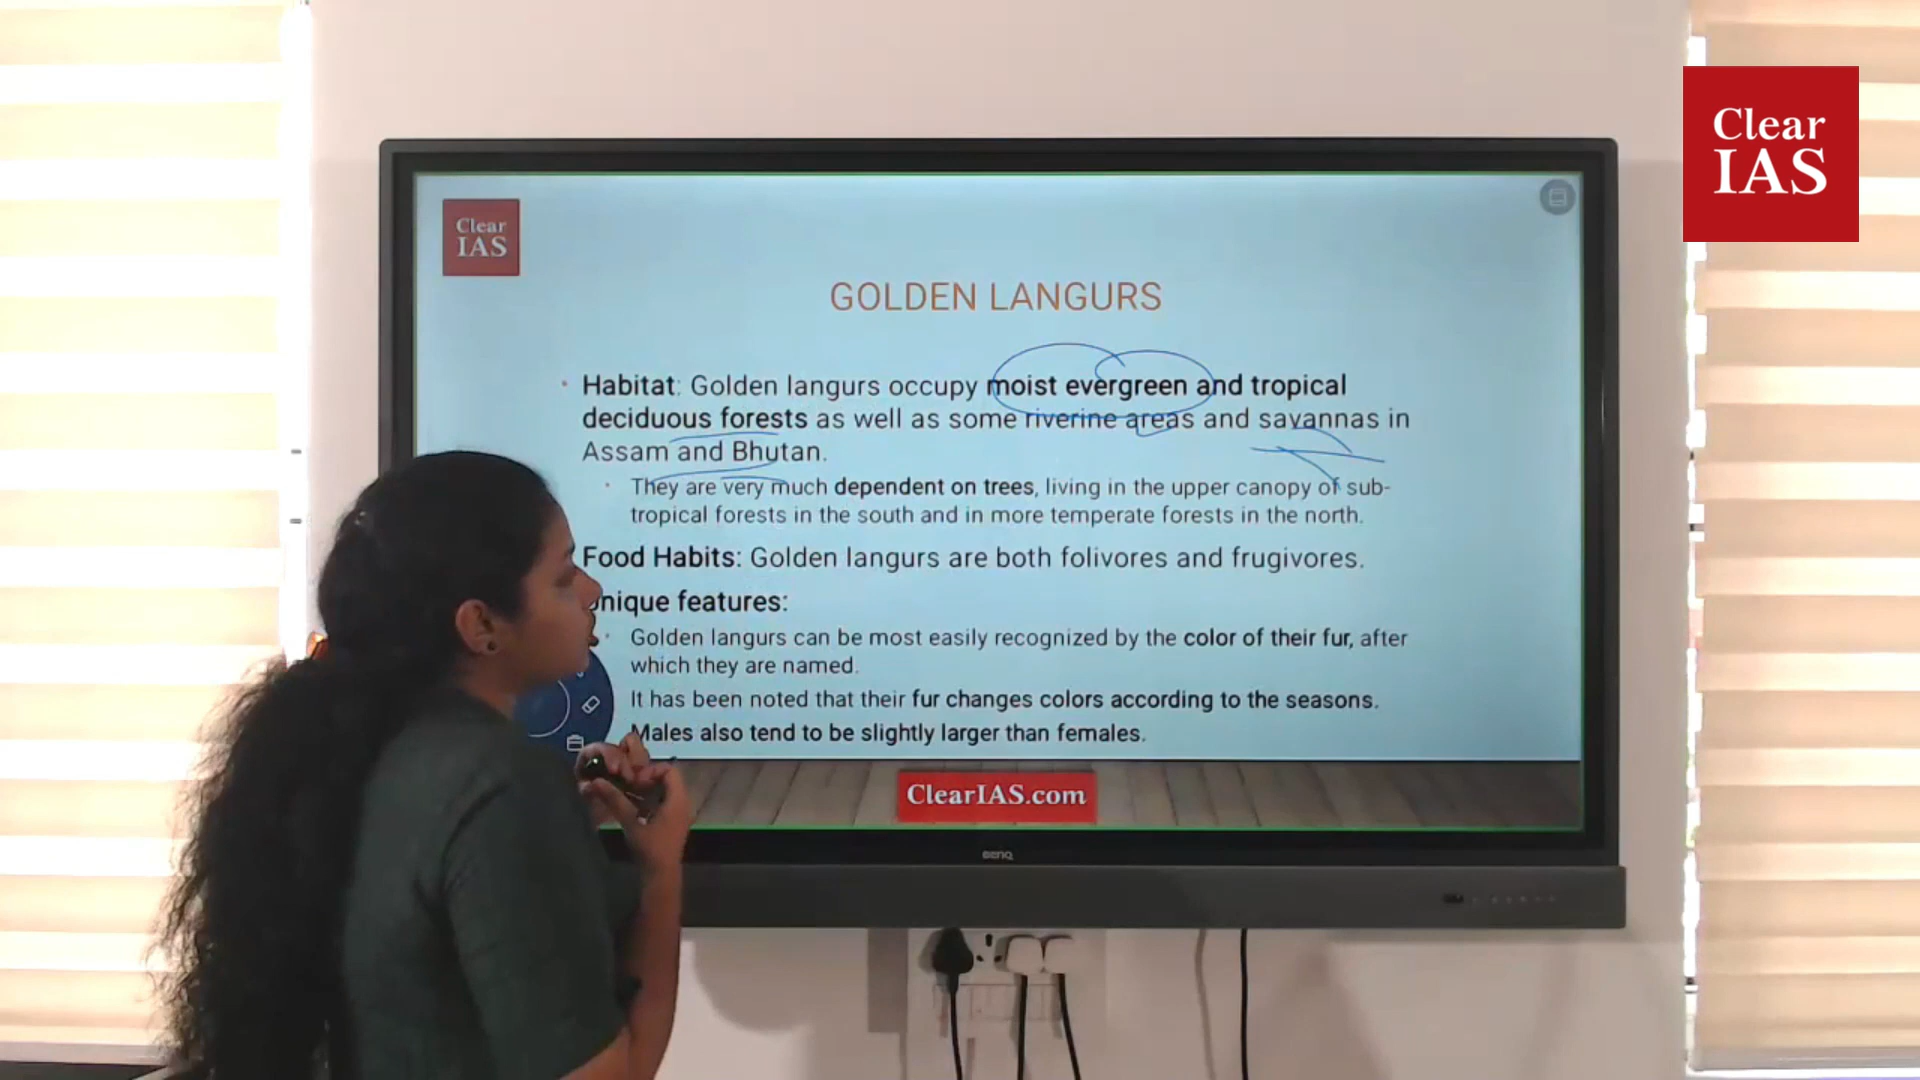 Clear
IAS
Clear
IAS
GOLDEN LANGURS
• Habitat: Golden langurs occupy moist evergreen and tropical
deciduous forests as well as some riverine areas and savannas in
Assam and Bhutan.
• They are very much dependent on trees, living in the upper canopy of sub-
tropical forests in the south and in more temperate forests in the north.
Food Habits: Golden langurs are both folivores and frugivores.
nique features:
• Golden langurs can be most easily recognized by the color of their fur, after
which they are named.
It has been noted that their fur changes colors according to the seasons.
Males also tend to be slightly larger than females.
ClearIAS.com
BenQ